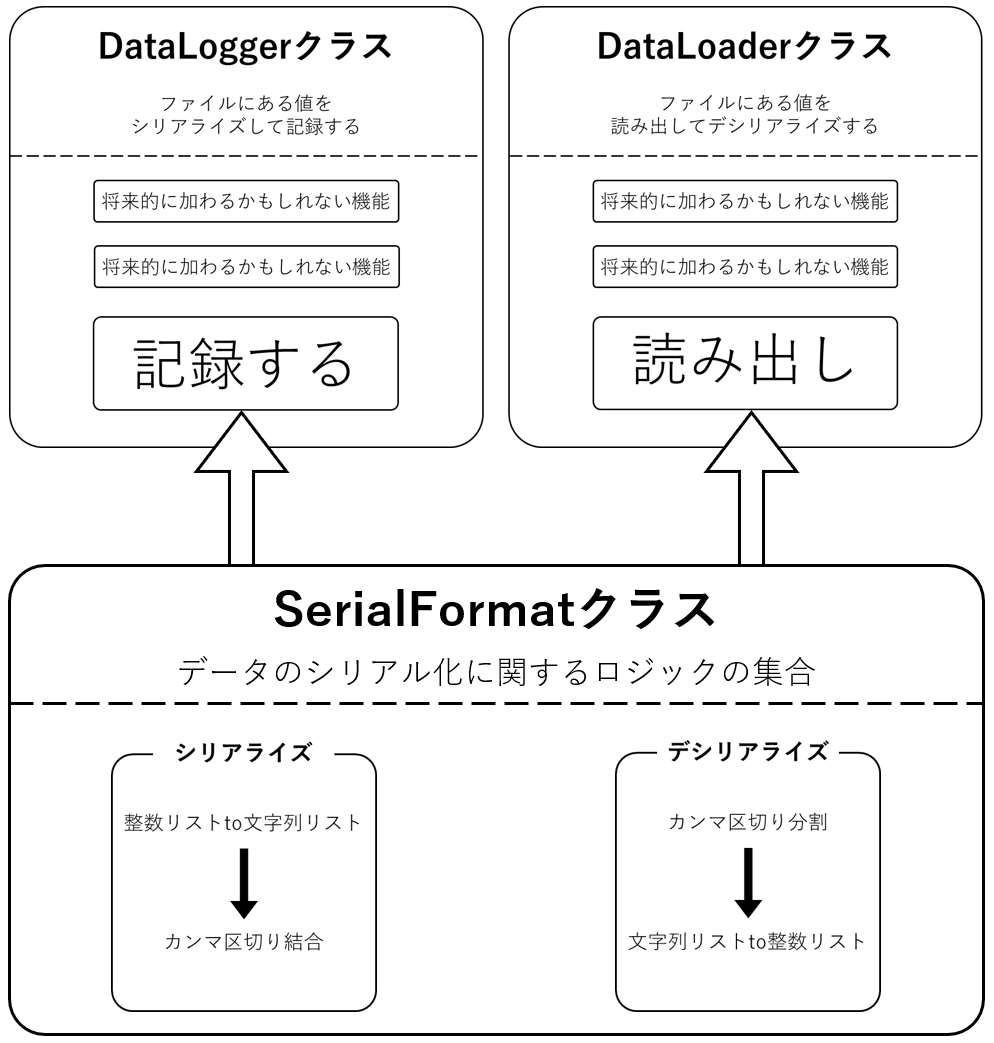 DataLoggerクラス
ファイルにある値を
シリアライズして記録する
将来的に加わるかもしれない機能
将来的に加わるかもしれない機能
記録する
DataLoaderクラス
ファイルにある値を
読み出してデシリアライズする
将来的に加わるかもしれない機能
将来的に加わるかもしれない機能
読み出し
SerialFormatクラス
データのシリアル化に関するロジックの集合
シリアライズ
整数リストto文字列リスト
カンマ区切り結合
デシリアライズ
カンマ区切り分割
文字列リストto整数リスト